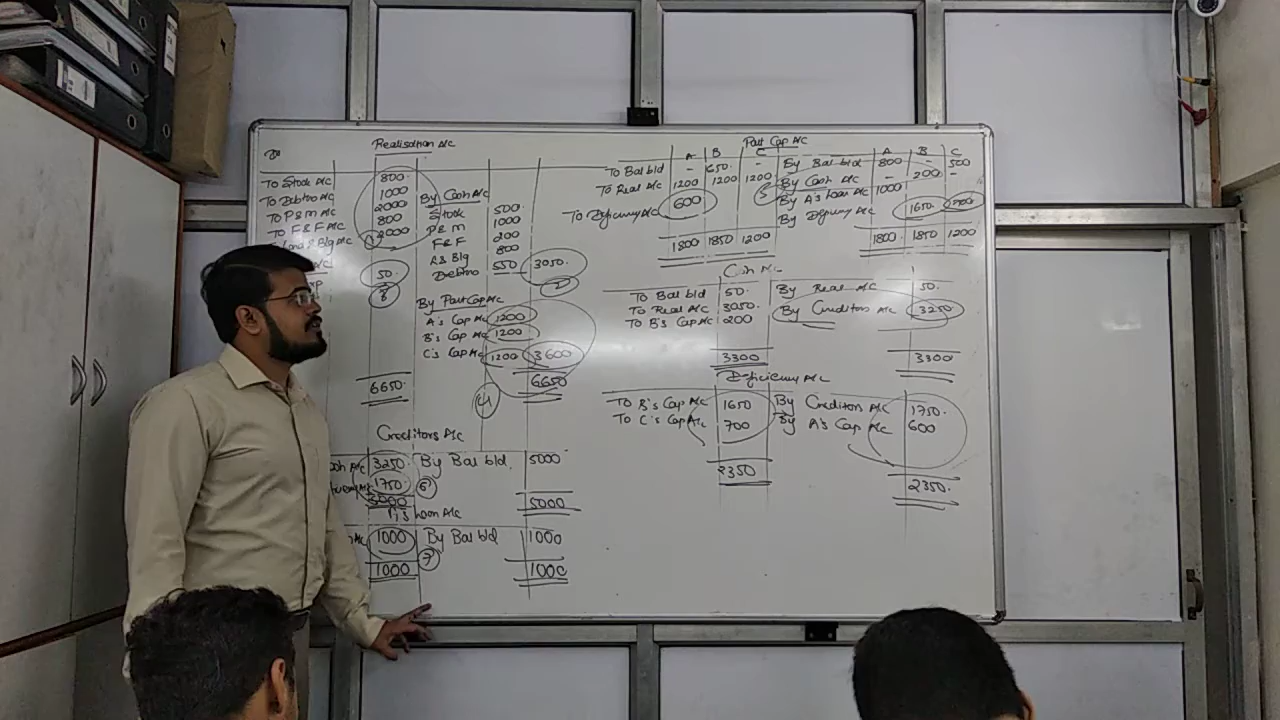 Realisation A/c
To Stock A/c 800
To Debtors A/c 1000 By Cash A/c
To P&M A/c 2000 Stock 500
To F&F A/c 800 P&M 1000
Blg A/c 2000 F&F 200
A/c Blg 800
50 Debtors 550 3050
By Part Cap A/c
A's Cap A/c 1200
B's Cap A/c 1200
C's Cap A/c 1200 3600
6650 6650
Creditors A/c
A/c 3250 By Bal b/d 5000
1750
5000 5000
Loan A/c
A/c 1000 By Bal b/d 1000
1000 1000
Part Cap A/c
A B C A B C
To Bal b/d - 650 - By Bal b/d 800 - 500
To Real A/c 1200 1200 1200 By Cash A/c - 200 -
600 By A's Loan A/c 1000
To Deficiency A/c By Deficiency A/c 1650 700
1800 1850 1200 1800 1850 1200
Cash A/c
To Bal b/d 50 By Real A/c 50
To Real A/c 3050 By Creditors A/c 3250
To B's Cap A/c 200
3300 3300
Deficiency A/c
To B's Cap A/c 1650 By Creditors A/c 1750
To C's Cap A/c 700 By A's Cap A/c 600
2350 2350